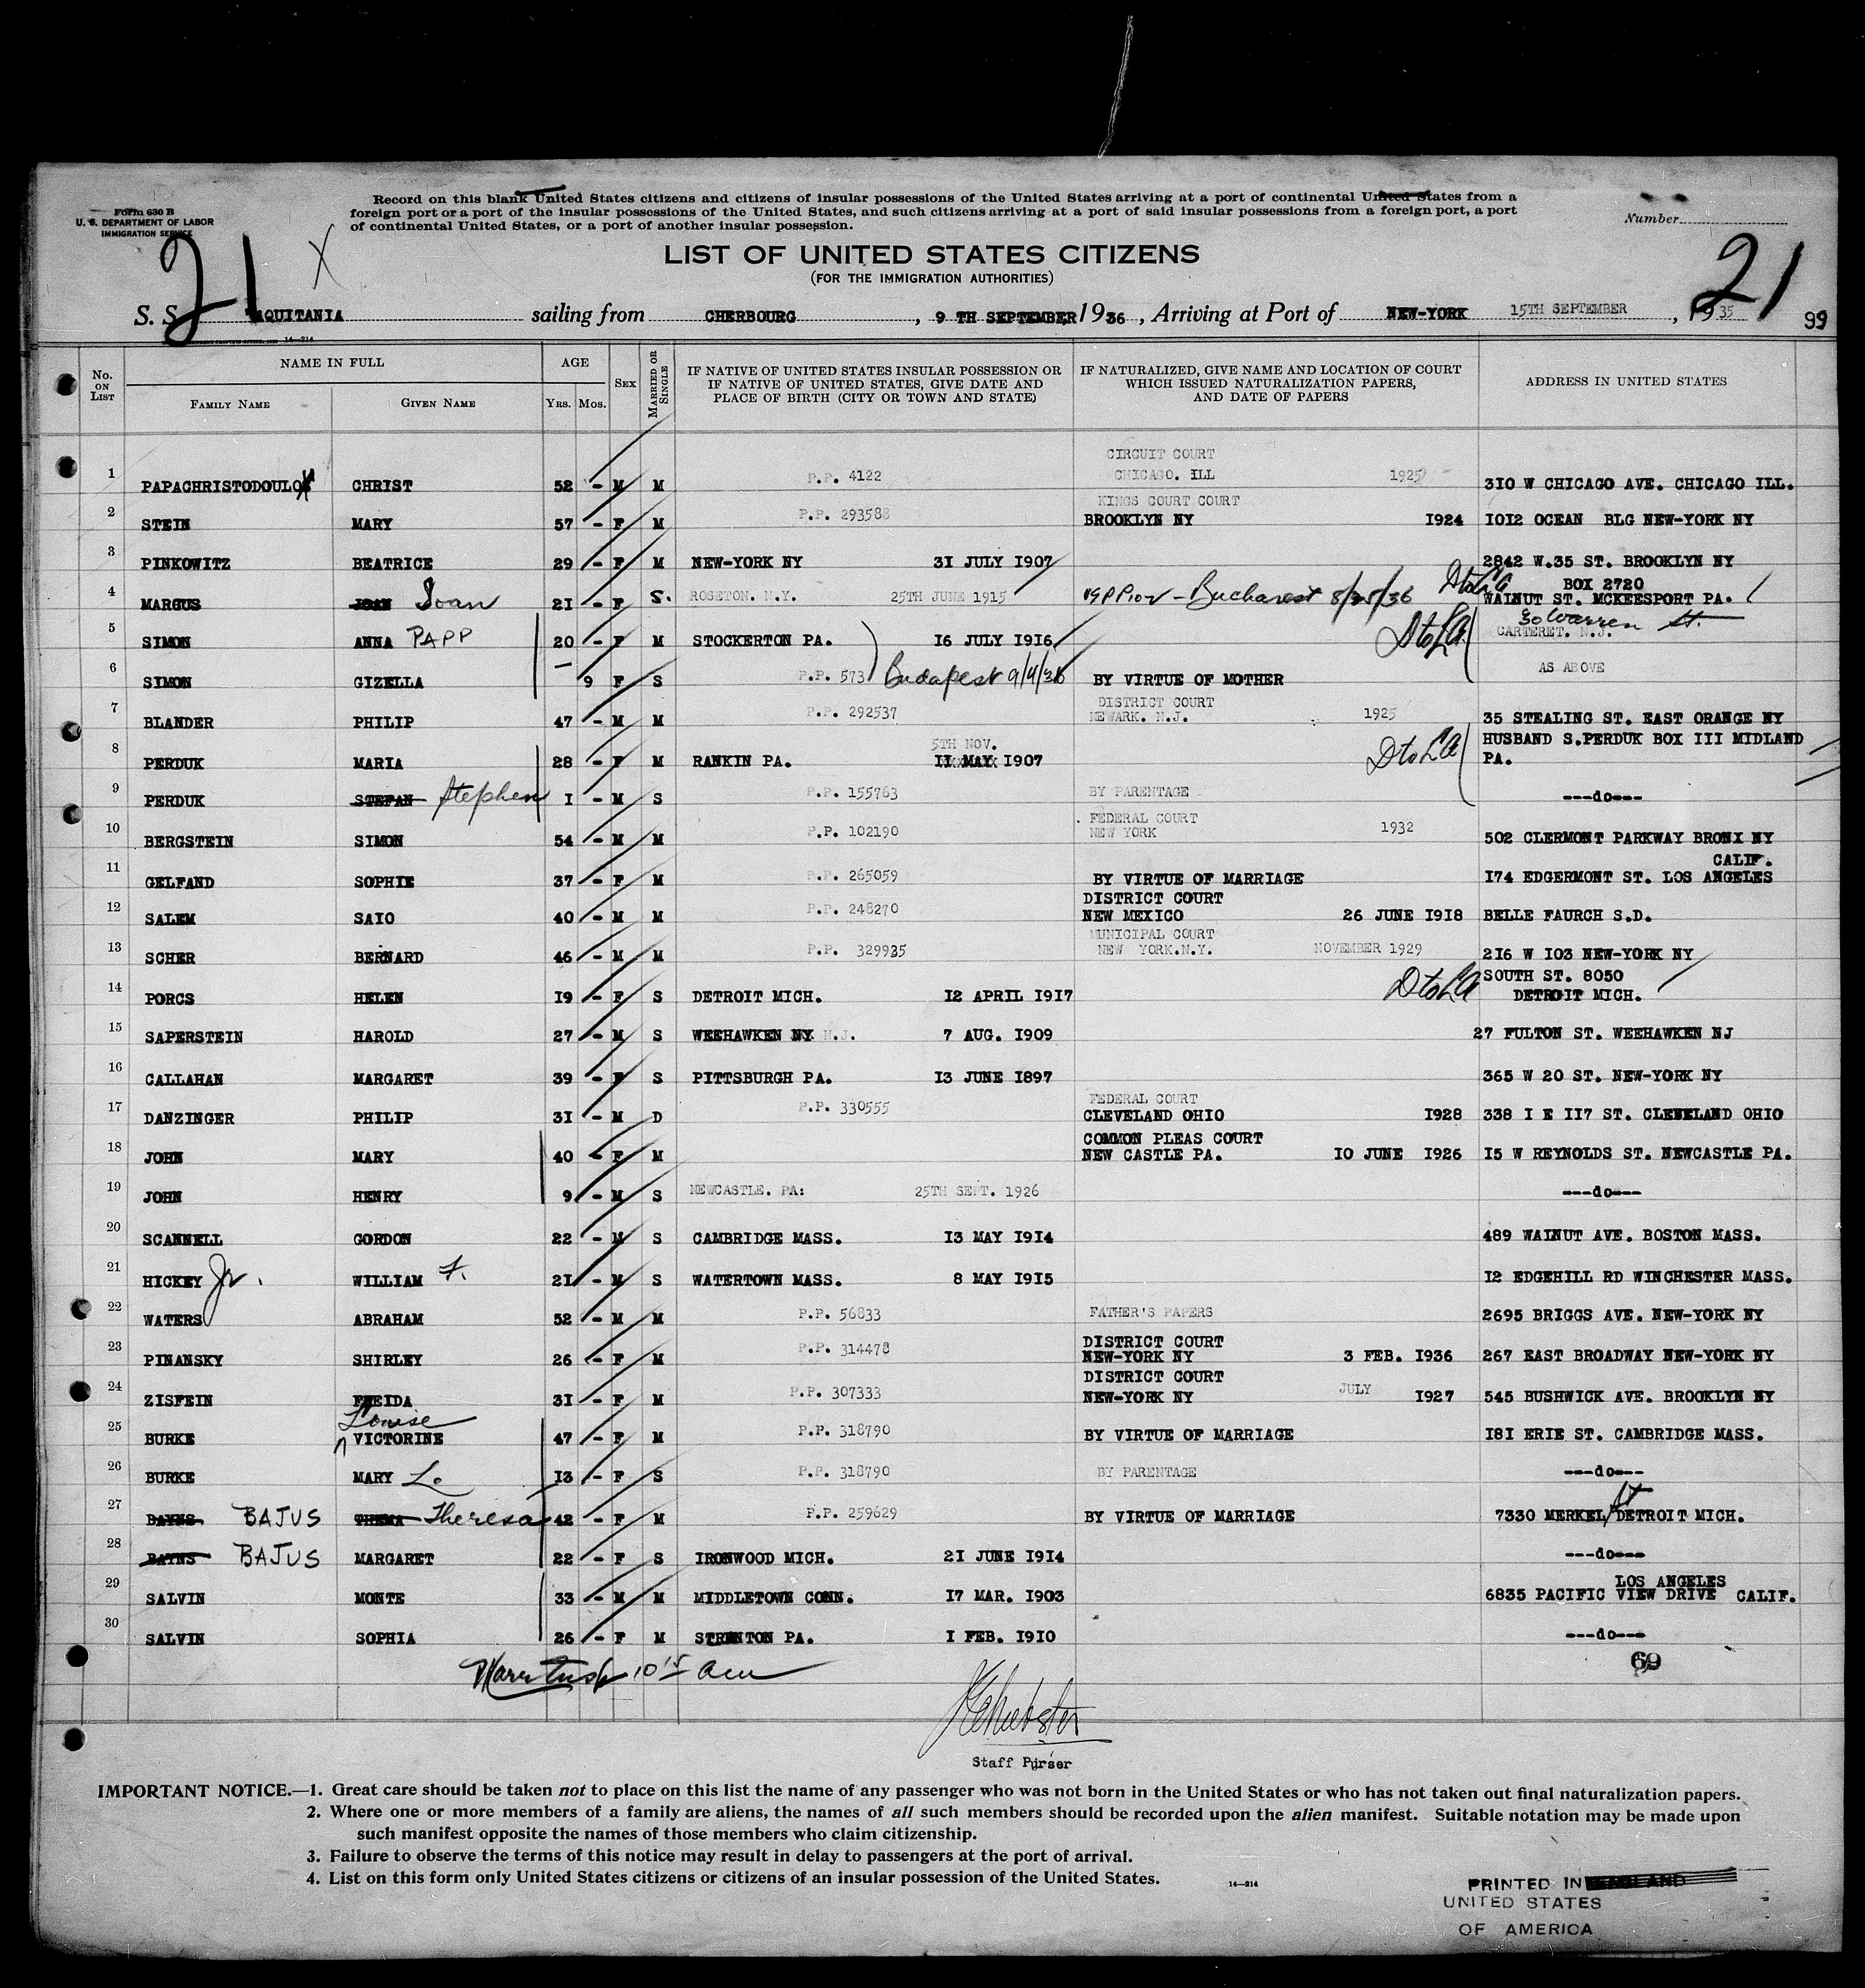 Form 630 B
U. S. DEPARTMENT OF LABOR
IMMIGRATION SERVICE
Record on this blank United States citizens and citizens of insular possessions of the United States arriving at a port of continental United States from a
foreign port or a port of the insular possessions of the United States, and such citizens arriving at a port of said insular possessions from a foreign port, a port
of continental United States, or a port of another insular possession.
Number
21 X
21
LIST OF UNITED STATES CITIZENS
(FOR THE IMMIGRATION AUTHORITIES)
S. S. AQUITANIA sailing from CHERBOURG, 9 TH SEPTEMBER 1936, Arriving at Port of NEW-YORK 15TH SEPTEMBER, 1935
99
No. ON LIST NAME IN FULL FAMILY NAME GIVEN NAME AGE YRS. MOS. SEX MARRIED OR SINGLE
IF NATIVE OF UNITED STATES INSULAR POSSESSION OR IF NATIVE OF UNITED STATES, GIVE DATE AND PLACE OF BIRTH (CITY OR TOWN AND STATE)
IF NATURALIZED, GIVE NAME AND LOCATION OF COURT WHICH ISSUED NATURALIZATION PAPERS, AND DATE OF PAPERS
ADDRESS IN UNITED STATES
1 PAPACHRISTODOULOS CHRIST 52 - M M P.P. 4122 CIRCUIT COURT CHICAGO. ILL 1925 310 W CHICAGO AVE. CHICAGO ILL.
2 STEIN MARY 57 - F M P.P. 293588 KINGS COURT COURT BROOKLYN NY 1924 1012 OCEAN BLG NEW-YORK NY
3 PINKOWITZ BEATRICE 29 - F M NEW-YORK NY 31 JULY 1907 2842 W.35 ST. BROOKLYN NY
4 MARGUS JOAN Soan 21 - F S. ROSETON. N.Y. 25TH JUNE 1915 Bucharest 8/25/36 DtoLA BOX 2720 WALNUT ST. MCKEESPORT PA.
5 SIMON ANNA PAPP 20 - F M STOCKERTON PA. 16 JULY 1916 DtoLA 30 Warren St. CARTERET. N.J.
6 SIMON GIZELLA - 9 F S P.P. 573 Budapest 9/4/36 BY VIRTUE OF MOTHER AS ABOVE
7 BLANDER PHILIP 47 - M M P.P. 292537 DISTRICT COURT NEWARK. N.J. 1925 35 STEALING ST. EAST ORANGE NY
8 PERDUK MARIA 28 - F M RANKIN PA. 5TH NOV. 11 MAY 1907 DtoLA HUSBAND S.PERDUK BOX III MIDLAND PA.
9 PERDUK STEFAN Stephen 1 - M S P.P. 155763 BY PARENTAGE ---do---
10 BERGSTEIN SIMON 54 - M M P.P. 102190 FEDERAL COURT NEW YORK 1932 502 CLERMONT PARKWAY BRONX NY
11 GELFAND SOPHIE 37 - F M P.P. 265059 BY VIRTUE OF MARRIAGE 174 EDGERMONT ST. LOS ANGELES CALIF.
12 SALEM SAIO 40 - M M P.P. 248270 DISTRICT COURT NEW MEXICO 26 JUNE 1918 BELLE FAURCH S.D.
13 SCHER BERNARD 46 - M M P.P. 329935 MUNICIPAL COURT NEW YORK.N.Y. NOVEMBER 1929 216 W 103 NEW-YORK NY
14 PORCS HELEN 19 - F S DETROIT MICH. 12 APRIL 1917 DtoLA SOUTH ST. 8050 DETROIT MICH.
15 SAPERSTEIN HAROLD 27 - M S WEEHAWKEN NY N.J. 7 AUG. 1909 27 FULTON ST. WEEHAWKEN NJ
16 CALLAHAN MARGARET 39 - F S PITTSBURGH PA. 13 JUNE 1897 365 W 20 ST. NEW-YORK NY
17 DANZINGER PHILIP 31 - M D P.P. 330555 FEDERAL COURT CLEVELAND OHIO 1928 338 I E 117 ST. CLEVELAND OHIO
18 JOHN MARY 40 - F M COMMON PLEAS COURT NEW CASTLE PA. 10 JUNE 1926 15 W REYNOLDS ST. NEWCASTLE PA.
19 JOHN HENRY 9 - M S NEWCASTLE. PA: 25TH SEPT. 1926 ---do---
20 SCANNELL GORDON 22 - M S CAMBRIDGE MASS. 13 MAY 1914 489 WALNUT AVE. BOSTON MASS.
21 HICKEY Jr. WILLIAM F. 21 - M S WATERTOWN MASS. 8 MAY 1915 12 EDGEHILL RD WINCHESTER MASS.
22 WATERS ABRAHAM 52 - M M P.P. 56833 FATHER'S PAPERS 2695 BRIGGS AVE. NEW-YORK NY
23 PINANSKY SHIRLEY 26 - F M P.P. 314478 DISTRICT COURT NEW-YORK NY 3 FEB. 1936 267 EAST BROADWAY NEW-YORK NY
24 ZISFEIN FREIDA 31 - F M P.P. 307333 DISTRICT COURT NEW-YORK NY JULY 1927 545 BUSHWICK AVE. BROOKLYN NY
25 BURKE Louise VICTORINE 47 - F M P.P. 318790 BY VIRTUE OF MARRIAGE 181 ERIE ST. CAMBRIDGE MASS.
26 BURKE MARY L. 13 - F S P.P. 318790 BY PARENTAGE ---do---
27 BAYNS BAJUS THEMA Theresa 42 - F M P.P. 259629 BY VIRTUE OF MARRIAGE 7330 MERKEL St DETROIT MICH.
28 BAYNS BAJUS MARGARET 22 - F S IRONWOOD MICH. 21 JUNE 1914 ---do---
29 SALVIN MONTE 33 - M M MIDDLETOWN CONN. 17 MAR. 1903 6835 PACIFIC VIEW DRIVE LOS ANGELES CALIF.
30 SALVIN SOPHIA 26 - F M STRENTON PA. 1 FEB. 1910 ---do---
69
10 15 am
Staff Purser
IMPORTANT NOTICE.—1. Great care should be taken not to place on this list the name of any passenger who was not born in the United States or who has not taken out final naturalization papers.
2. Where one or more members of a family are aliens, the names of all such members should be recorded upon the alien manifest. Suitable notation may be made upon
such manifest opposite the names of those members who claim citizenship.
3. Failure to observe the terms of this notice may result in delay to passengers at the port of arrival.
4. List on this form only United States citizens or citizens of an insular possession of the United States.
14—214
PRINTED IN ENGLAND
UNITED STATES
OF AMERICA